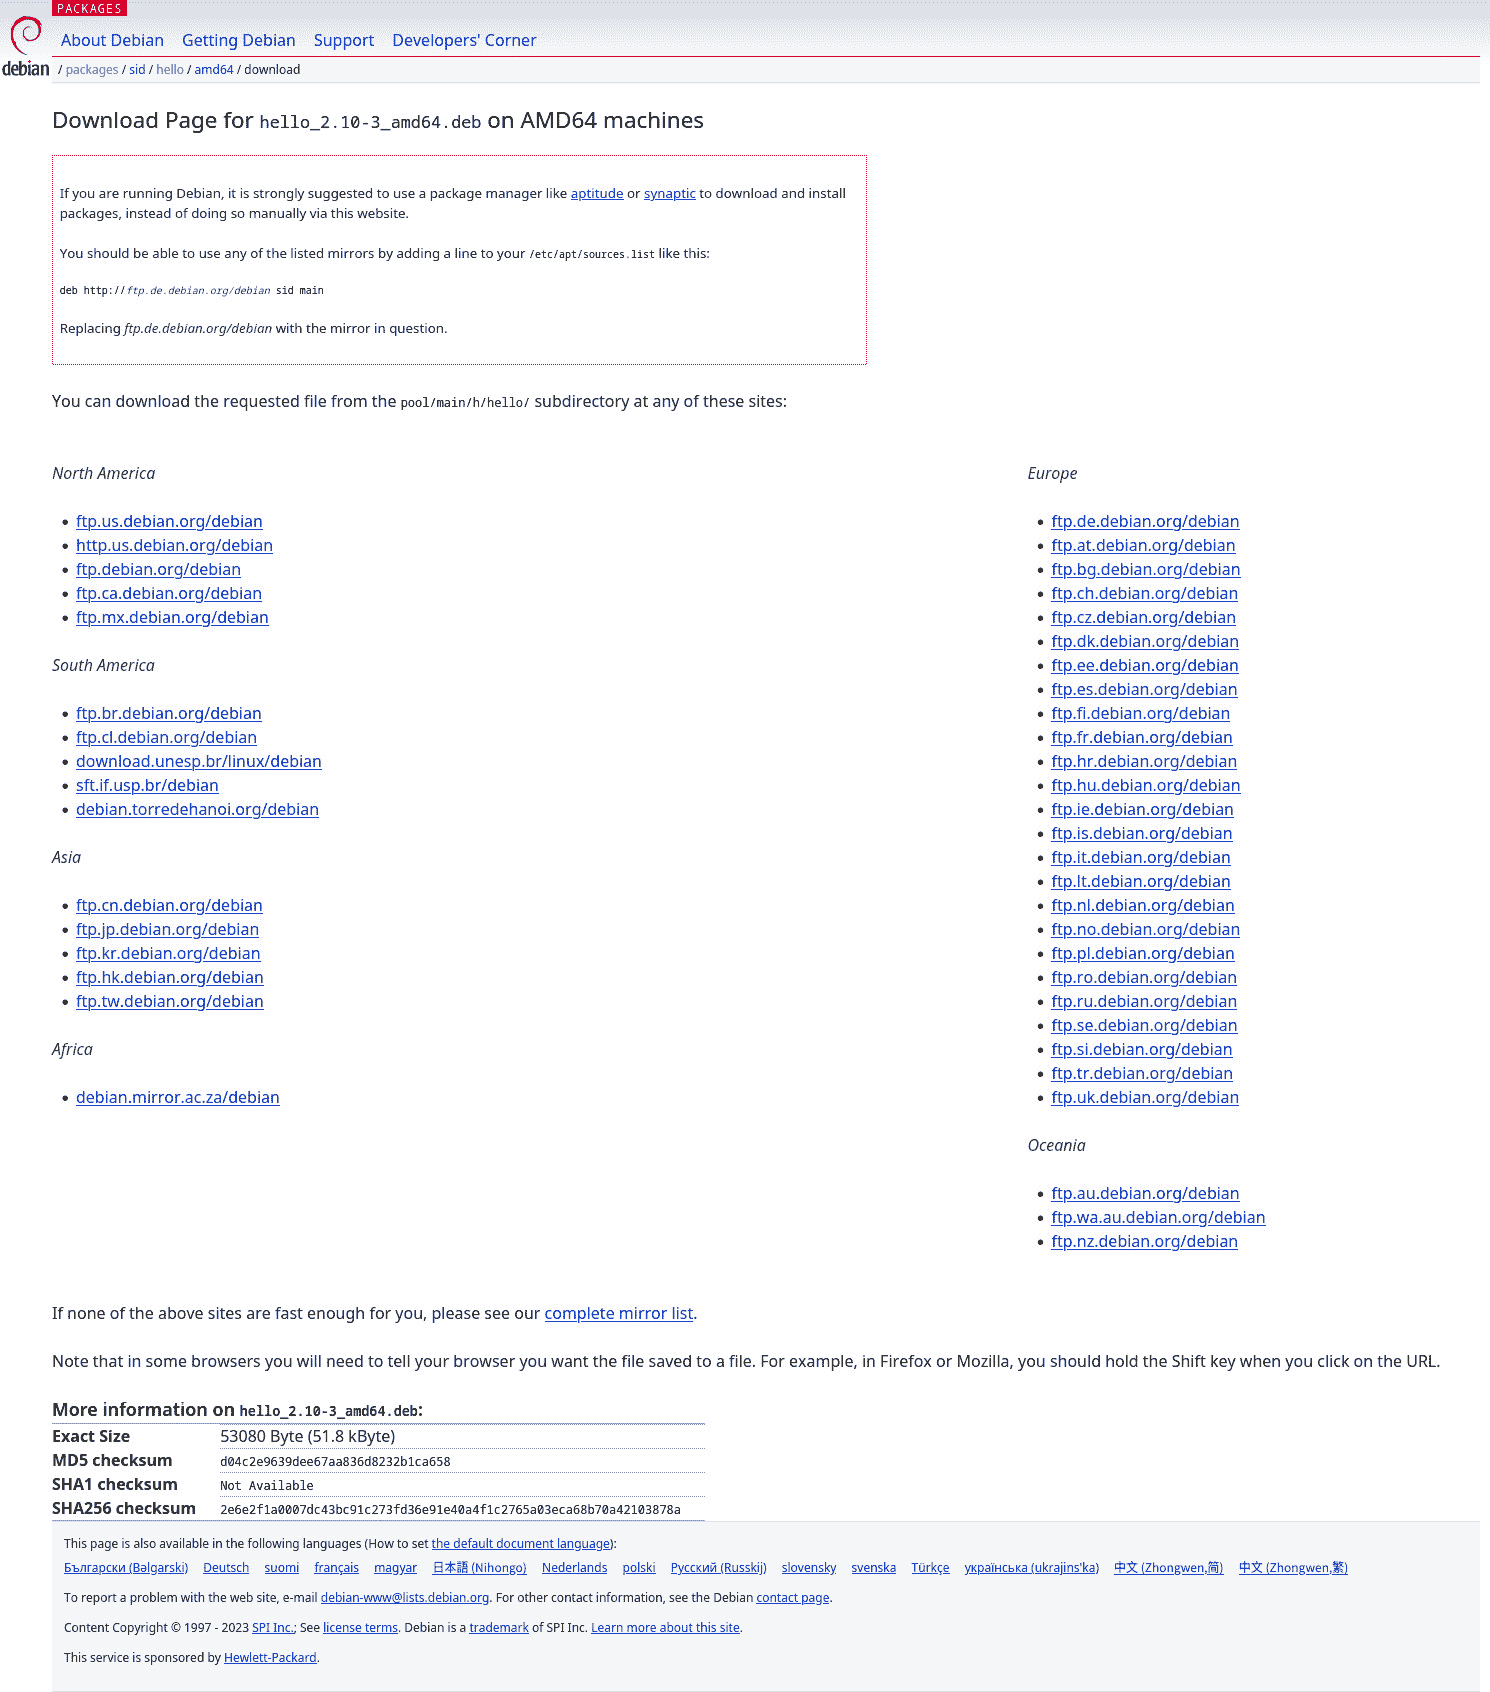 PACKAGES
debian
About Debian Getting Debian Support Developers' Corner
/ packages / sid / hello / amd64 / download
Download Page for hello_2.10-3_amd64.deb on AMD64 machines
If you are running Debian, it is strongly suggested to use a package manager like aptitude or synaptic to download and install
packages, instead of doing so manually via this website.
You should be able to use any of the listed mirrors by adding a line to your /etc/apt/sources.list like this:
deb http://ftp.de.debian.org/debian sid main
Replacing ftp.de.debian.org/debian with the mirror in question.
You can download the requested file from the pool/main/h/hello/ subdirectory at any of these sites:
North America
ftp.us.debian.org/debian
http.us.debian.org/debian
ftp.debian.org/debian
ftp.ca.debian.org/debian
ftp.mx.debian.org/debian
South America
ftp.br.debian.org/debian
ftp.cl.debian.org/debian
download.unesp.br/linux/debian
sft.if.usp.br/debian
debian.torredehanoi.org/debian
Asia
ftp.cn.debian.org/debian
ftp.jp.debian.org/debian
ftp.kr.debian.org/debian
ftp.hk.debian.org/debian
ftp.tw.debian.org/debian
Africa
debian.mirror.ac.za/debian
Europe
ftp.de.debian.org/debian
ftp.at.debian.org/debian
ftp.bg.debian.org/debian
ftp.ch.debian.org/debian
ftp.cz.debian.org/debian
ftp.dk.debian.org/debian
ftp.ee.debian.org/debian
ftp.es.debian.org/debian
ftp.fi.debian.org/debian
ftp.fr.debian.org/debian
ftp.hr.debian.org/debian
ftp.hu.debian.org/debian
ftp.ie.debian.org/debian
ftp.is.debian.org/debian
ftp.it.debian.org/debian
ftp.lt.debian.org/debian
ftp.nl.debian.org/debian
ftp.no.debian.org/debian
ftp.pl.debian.org/debian
ftp.ro.debian.org/debian
ftp.ru.debian.org/debian
ftp.se.debian.org/debian
ftp.si.debian.org/debian
ftp.tr.debian.org/debian
ftp.uk.debian.org/debian
Oceania
ftp.au.debian.org/debian
ftp.wa.au.debian.org/debian
ftp.nz.debian.org/debian
If none of the above sites are fast enough for you, please see our complete mirror list.
Note that in some browsers you will need to tell your browser you want the file saved to a file. For example, in Firefox or Mozilla, you should hold the Shift key when you click on the URL.
More information on hello_2.10-3_amd64.deb:
Exact Size 53080 Byte (51.8 kByte)
MD5 checksum d04c2e9639dee67aa836d8232b1ca658
SHA1 checksum Not Available
SHA256 checksum 2e6e2f1a0007dc43bc91c273fd36e91e40a4f1c2765a03eca68b70a42103878a
This page is also available in the following languages (How to set the default document language):
Български (Bəlgarski) Deutsch suomi français magyar 日本語 (Nihongo) Nederlands polski Русский (Russkij) slovensky svenska Türkçe українська (ukrajins'ka) 中文 (Zhongwen,简) 中文 (Zhongwen,繁)
To report a problem with the web site, e-mail debian-www@lists.debian.org. For other contact information, see the Debian contact page.
Content Copyright © 1997 - 2023 SPI Inc.; See license terms. Debian is a trademark of SPI Inc. Learn more about this site.
This service is sponsored by Hewlett-Packard.